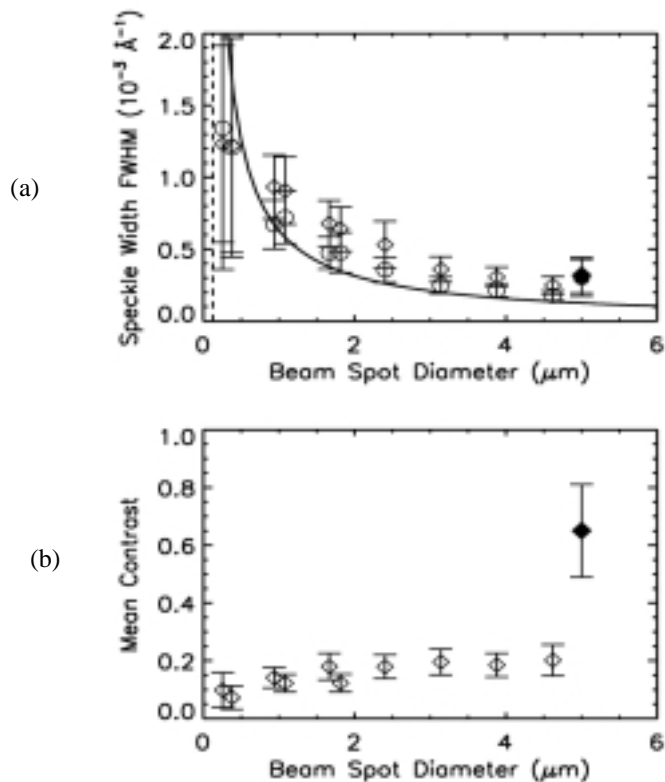 (a)
Speckle Width FWHM (10⁻³ Å⁻¹)
2.0
1.5
1.0
0.5
0.0
0 2 4 6
Beam Spot Diameter (μm)
(b)
Mean Contrast
1.0
0.8
0.6
0.4
0.2
0.0
0 2 4 6
Beam Spot Diameter (μm)